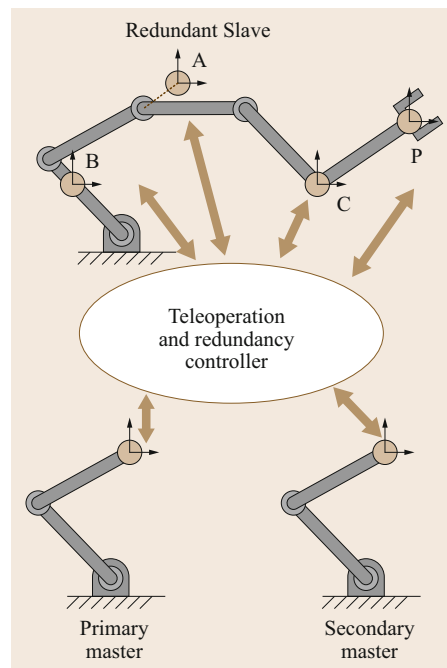 Redundant Slave
A
B
P
C
Teleoperation
and redundancy
controller
Primary
master
Secondary
master